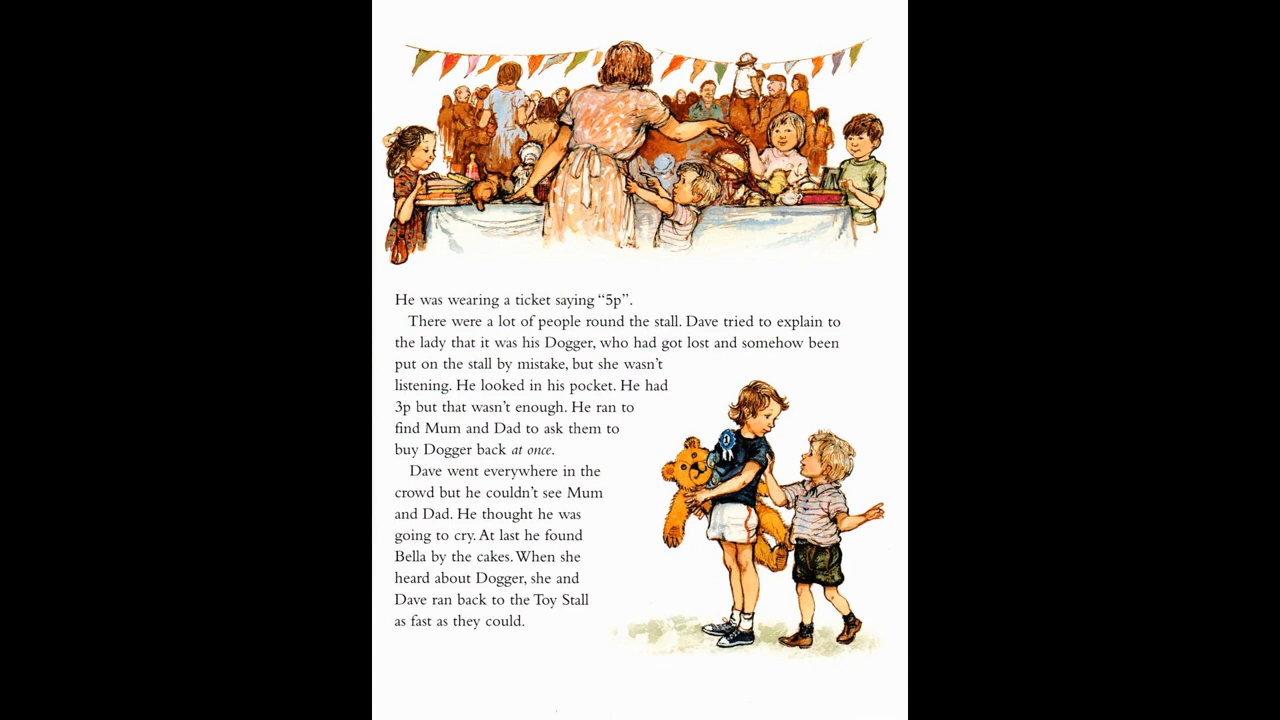 He was wearing a ticket saying “5p”.
There were a lot of people round the stall. Dave tried to explain to
the lady that it was his Dogger, who had got lost and somehow been
put on the stall by mistake, but she wasn’t
listening. He looked in his pocket. He had
3p but that wasn’t enough. He ran to
find Mum and Dad to ask them to
buy Dogger back at once.
Dave went everywhere in the
crowd but he couldn’t see Mum
and Dad. He thought he was
going to cry. At last he found
Bella by the cakes. When she
heard about Dogger, she and
Dave ran back to the Toy Stall
as fast as they could.